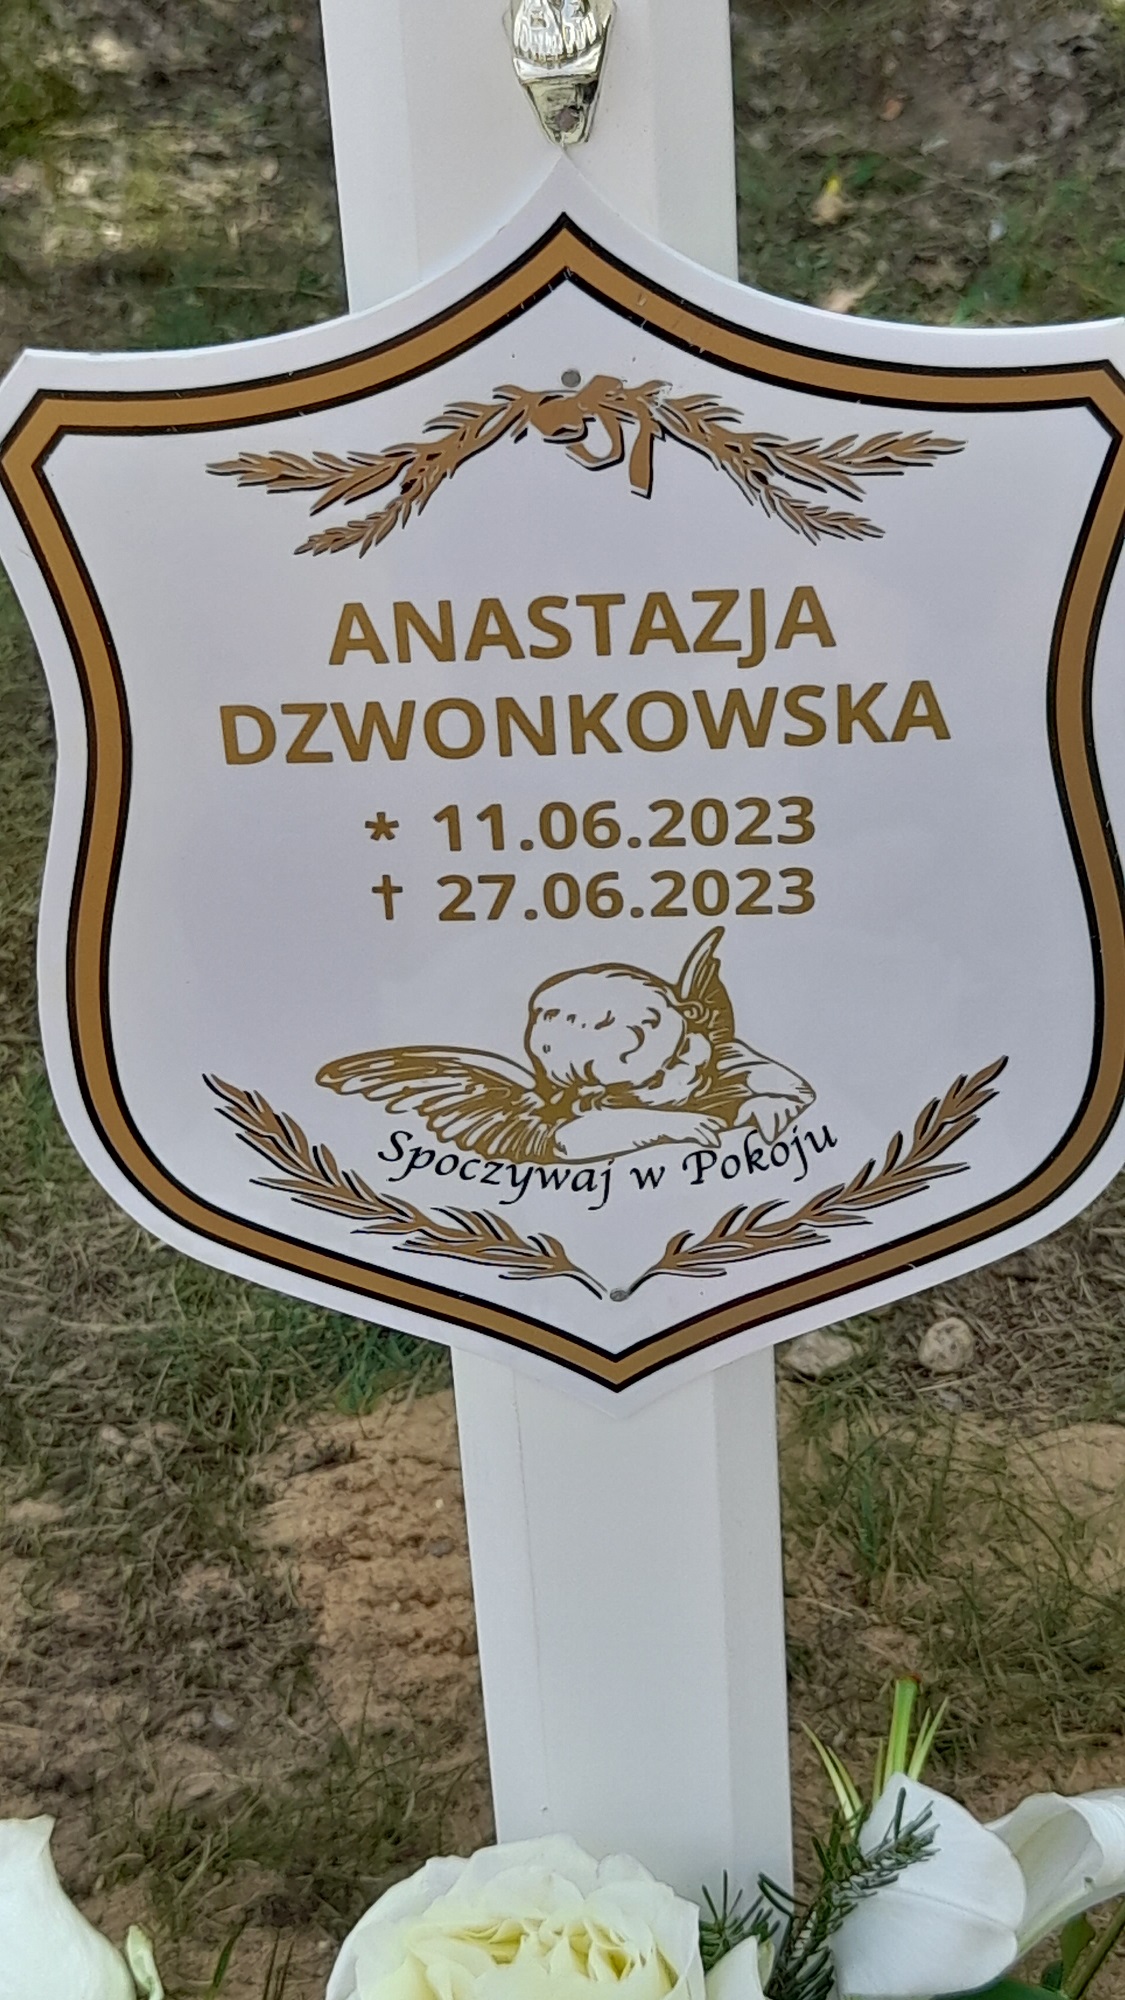 ANASTAZJA
DZWONKOWSKA
* 11.06.2023
† 27.06.2023
Spoczywaj w Pokoju